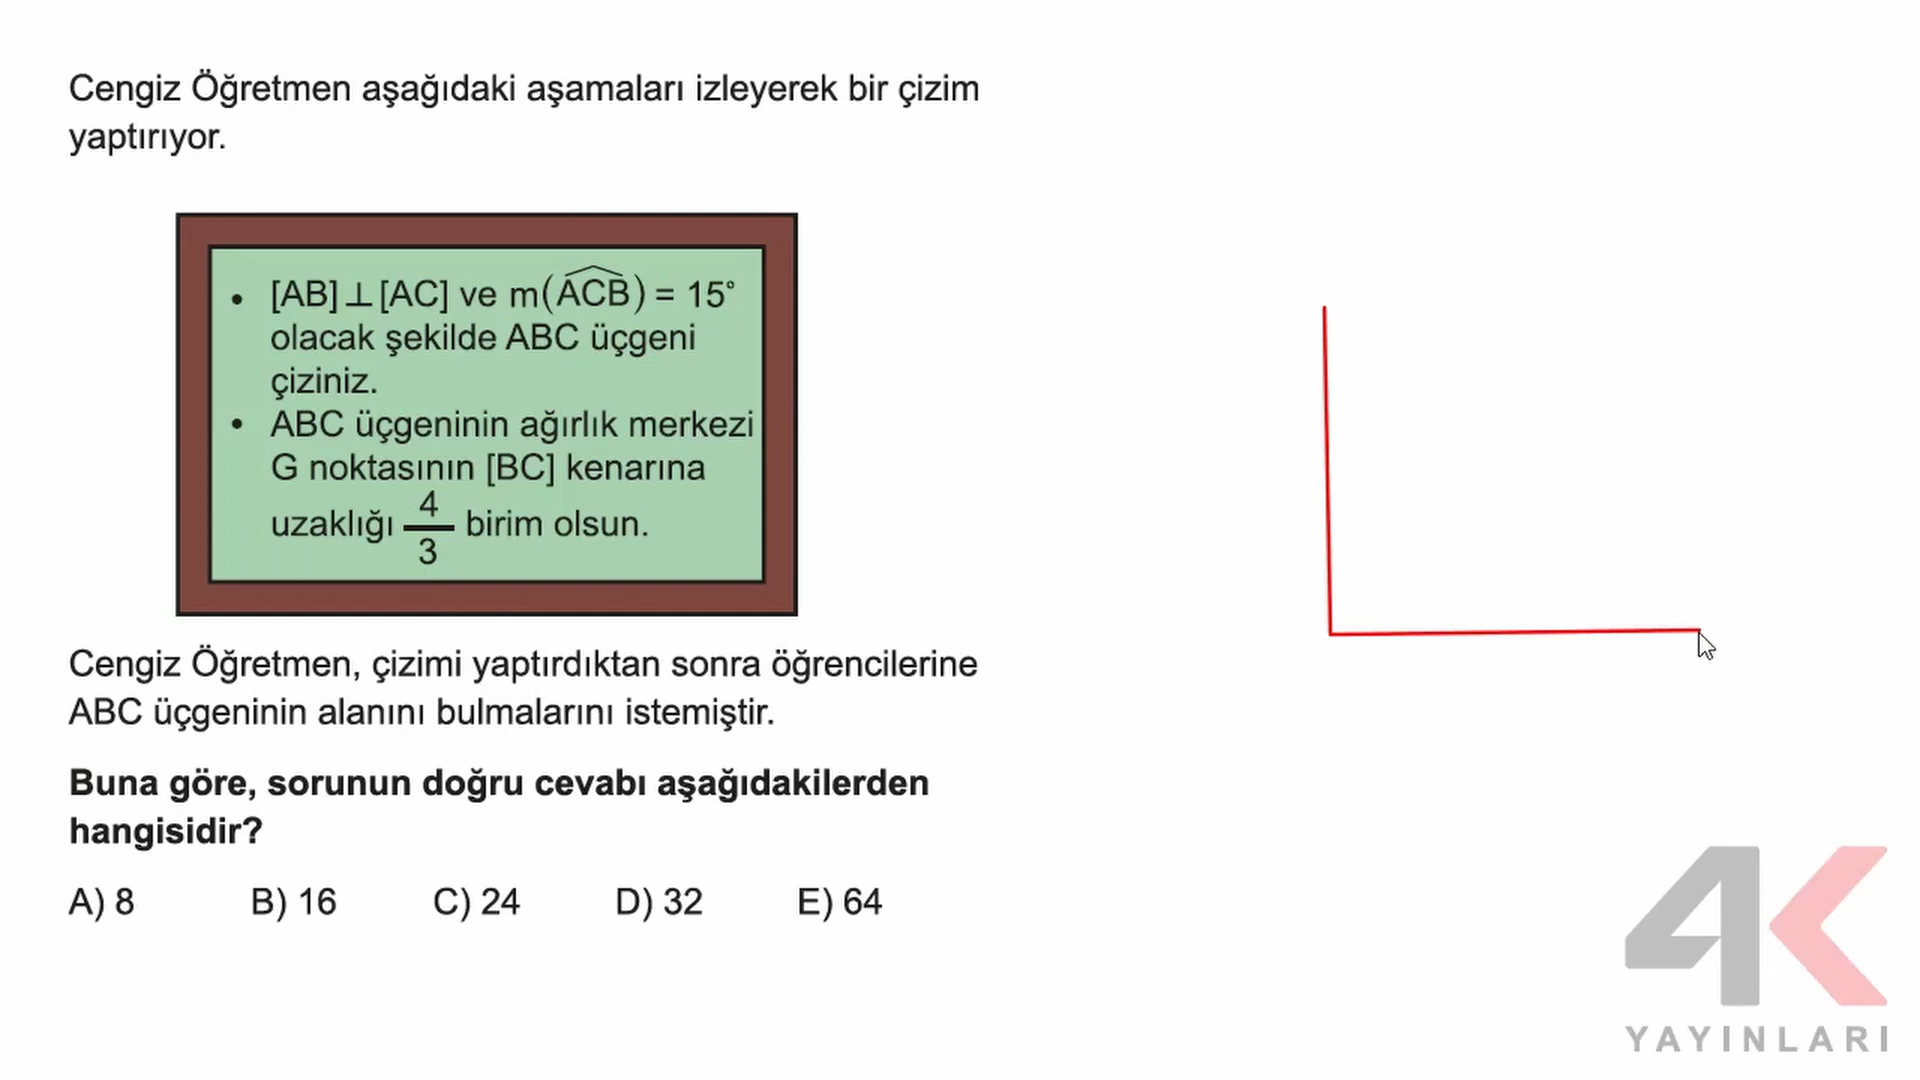 Cengiz Öğretmen aşağıdaki aşamaları izleyerek bir çizim
yaptırıyor.
• [AB]⊥[AC] ve m(ACB) = 15°
olacak şekilde ABC üçgeni
çiziniz.
• ABC üçgeninin ağırlık merkezi
G noktasının [BC] kenarına
uzaklığı 4/3 birim olsun.
Cengiz Öğretmen, çizimi yaptırdıktan sonra öğrencilerine
ABC üçgeninin alanını bulmalarını istemiştir.
Buna göre, sorunun doğru cevabı aşağıdakilerden
hangisidir?
A) 8 B) 16 C) 24 D) 32 E) 64
4K
YAYINLARI